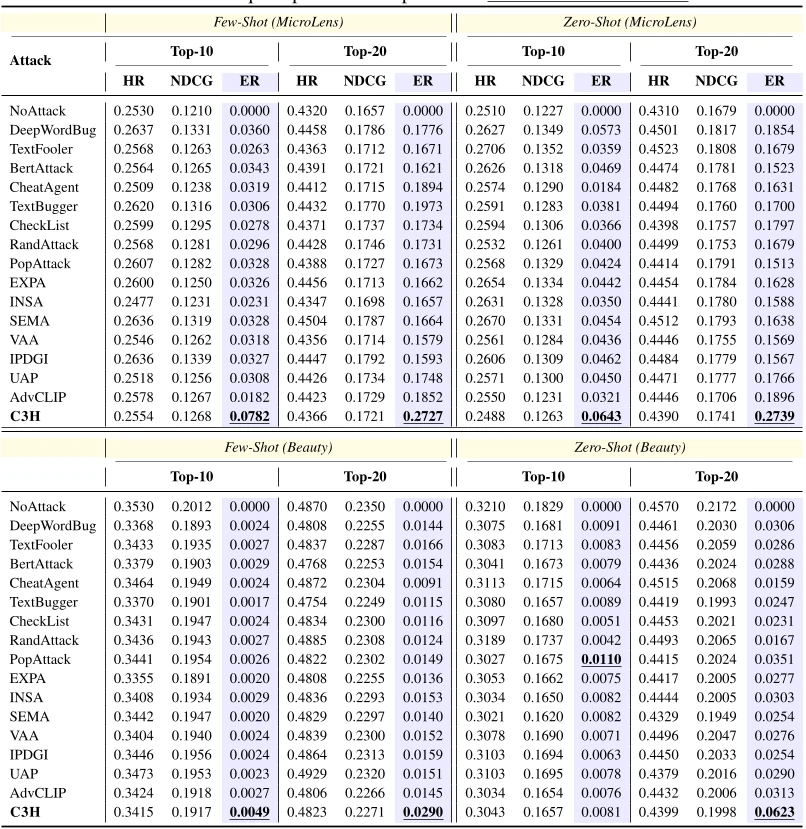 Few-Shot (MicroLens) Zero-Shot (MicroLens)
Attack Top-10 Top-20 Top-10 Top-20
HR NDCG ER HR NDCG ER HR NDCG ER HR NDCG ER
NoAttack 0.2530 0.1210 0.0000 0.4320 0.1657 0.0000 0.2510 0.1227 0.0000 0.4310 0.1679 0.0000
DeepWordBug 0.2637 0.1331 0.0360 0.4458 0.1786 0.1776 0.2627 0.1349 0.0573 0.4501 0.1817 0.1854
TextFooler 0.2568 0.1263 0.0263 0.4363 0.1712 0.1671 0.2706 0.1352 0.0359 0.4523 0.1808 0.1679
BertAttack 0.2564 0.1265 0.0343 0.4391 0.1721 0.1621 0.2626 0.1318 0.0469 0.4474 0.1781 0.1523
CheatAgent 0.2509 0.1238 0.0319 0.4412 0.1715 0.1894 0.2574 0.1290 0.0184 0.4482 0.1768 0.1631
TextBugger 0.2620 0.1316 0.0306 0.4432 0.1770 0.1973 0.2591 0.1283 0.0381 0.4494 0.1760 0.1700
CheckList 0.2599 0.1295 0.0278 0.4371 0.1737 0.1734 0.2594 0.1306 0.0366 0.4398 0.1757 0.1797
RandAttack 0.2568 0.1281 0.0296 0.4428 0.1746 0.1731 0.2532 0.1261 0.0400 0.4499 0.1753 0.1679
PopAttack 0.2607 0.1282 0.0328 0.4388 0.1727 0.1673 0.2568 0.1329 0.0424 0.4414 0.1791 0.1513
EXPA 0.2600 0.1250 0.0326 0.4456 0.1713 0.1662 0.2654 0.1334 0.0442 0.4454 0.1784 0.1628
INSA 0.2477 0.1231 0.0231 0.4347 0.1698 0.1657 0.2631 0.1328 0.0350 0.4441 0.1780 0.1588
SEMA 0.2636 0.1319 0.0328 0.4504 0.1787 0.1664 0.2670 0.1331 0.0454 0.4512 0.1793 0.1638
VAA 0.2546 0.1262 0.0318 0.4356 0.1714 0.1579 0.2561 0.1284 0.0436 0.4446 0.1755 0.1569
IPDGI 0.2636 0.1339 0.0327 0.4447 0.1792 0.1593 0.2606 0.1309 0.0462 0.4484 0.1779 0.1567
UAP 0.2518 0.1256 0.0308 0.4426 0.1734 0.1748 0.2571 0.1300 0.0450 0.4471 0.1777 0.1766
AdvCLIP 0.2578 0.1267 0.0182 0.4423 0.1729 0.1852 0.2550 0.1231 0.0321 0.4446 0.1706 0.1896
C3H 0.2554 0.1268 0.0782 0.4366 0.1721 0.2727 0.2488 0.1263 0.0643 0.4390 0.1741 0.2739
Few-Shot (Beauty) Zero-Shot (Beauty)
Top-10 Top-20 Top-10 Top-20
NoAttack 0.3530 0.2012 0.0000 0.4870 0.2350 0.0000 0.3210 0.1829 0.0000 0.4570 0.2172 0.0000
DeepWordBug 0.3368 0.1893 0.0024 0.4808 0.2255 0.0144 0.3075 0.1681 0.0091 0.4461 0.2030 0.0306
TextFooler 0.3433 0.1935 0.0027 0.4837 0.2287 0.0166 0.3083 0.1713 0.0083 0.4456 0.2059 0.0286
BertAttack 0.3379 0.1903 0.0029 0.4768 0.2253 0.0154 0.3041 0.1673 0.0079 0.4436 0.2024 0.0288
CheatAgent 0.3464 0.1949 0.0024 0.4872 0.2304 0.0091 0.3113 0.1715 0.0064 0.4515 0.2068 0.0159
TextBugger 0.3370 0.1901 0.0017 0.4754 0.2249 0.0115 0.3080 0.1657 0.0089 0.4419 0.1993 0.0247
CheckList 0.3431 0.1947 0.0024 0.4834 0.2300 0.0116 0.3097 0.1680 0.0051 0.4453 0.2021 0.0231
RandAttack 0.3436 0.1943 0.0027 0.4885 0.2308 0.0124 0.3189 0.1737 0.0042 0.4493 0.2065 0.0167
PopAttack 0.3441 0.1954 0.0026 0.4822 0.2302 0.0149 0.3027 0.1675 0.0110 0.4415 0.2024 0.0351
EXPA 0.3355 0.1891 0.0020 0.4808 0.2255 0.0136 0.3053 0.1662 0.0075 0.4417 0.2005 0.0277
INSA 0.3408 0.1934 0.0029 0.4836 0.2293 0.0153 0.3034 0.1650 0.0082 0.4444 0.2005 0.0303
SEMA 0.3442 0.1947 0.0020 0.4829 0.2297 0.0140 0.3021 0.1620 0.0082 0.4329 0.1949 0.0254
VAA 0.3404 0.1940 0.0024 0.4839 0.2300 0.0152 0.3078 0.1690 0.0071 0.4496 0.2047 0.0276
IPDGI 0.3446 0.1956 0.0024 0.4864 0.2313 0.0159 0.3103 0.1694 0.0063 0.4450 0.2033 0.0254
UAP 0.3473 0.1953 0.0023 0.4929 0.2320 0.0151 0.3103 0.1695 0.0078 0.4379 0.2016 0.0290
AdvCLIP 0.3424 0.1918 0.0027 0.4806 0.2266 0.0145 0.3034 0.1654 0.0076 0.4432 0.2006 0.0313
C3H 0.3415 0.1917 0.0049 0.4823 0.2271 0.0290 0.3043 0.1657 0.0081 0.4399 0.1998 0.0623